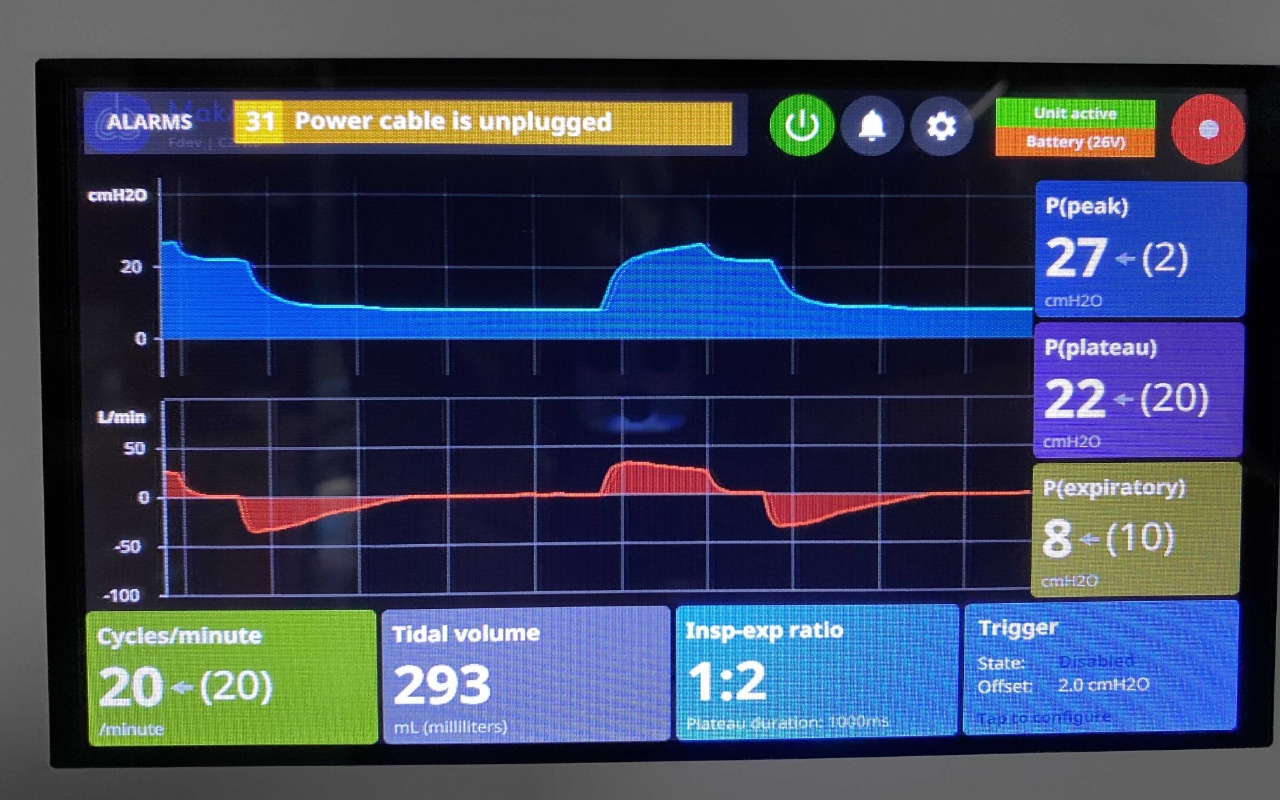 ALARMS 31 Power cable is unplugged
Unit active
Battery (26V)
cmH2O
20
0
L/min
50
0
-50
-100
P(peak)
27 ← (2)
cmH2O
P(plateau)
22 ← (20)
cmH2O
P(expiratory)
8 ← (10)
cmH2O
Cycles/minute
20 ← (20)
/minute
Tidal volume
293
mL (milliliters)
Insp-exp ratio
1:2
Plateau duration: 1000ms
Trigger
State: Disabled
Offset: 2.0 cmH2O
Tap to configure